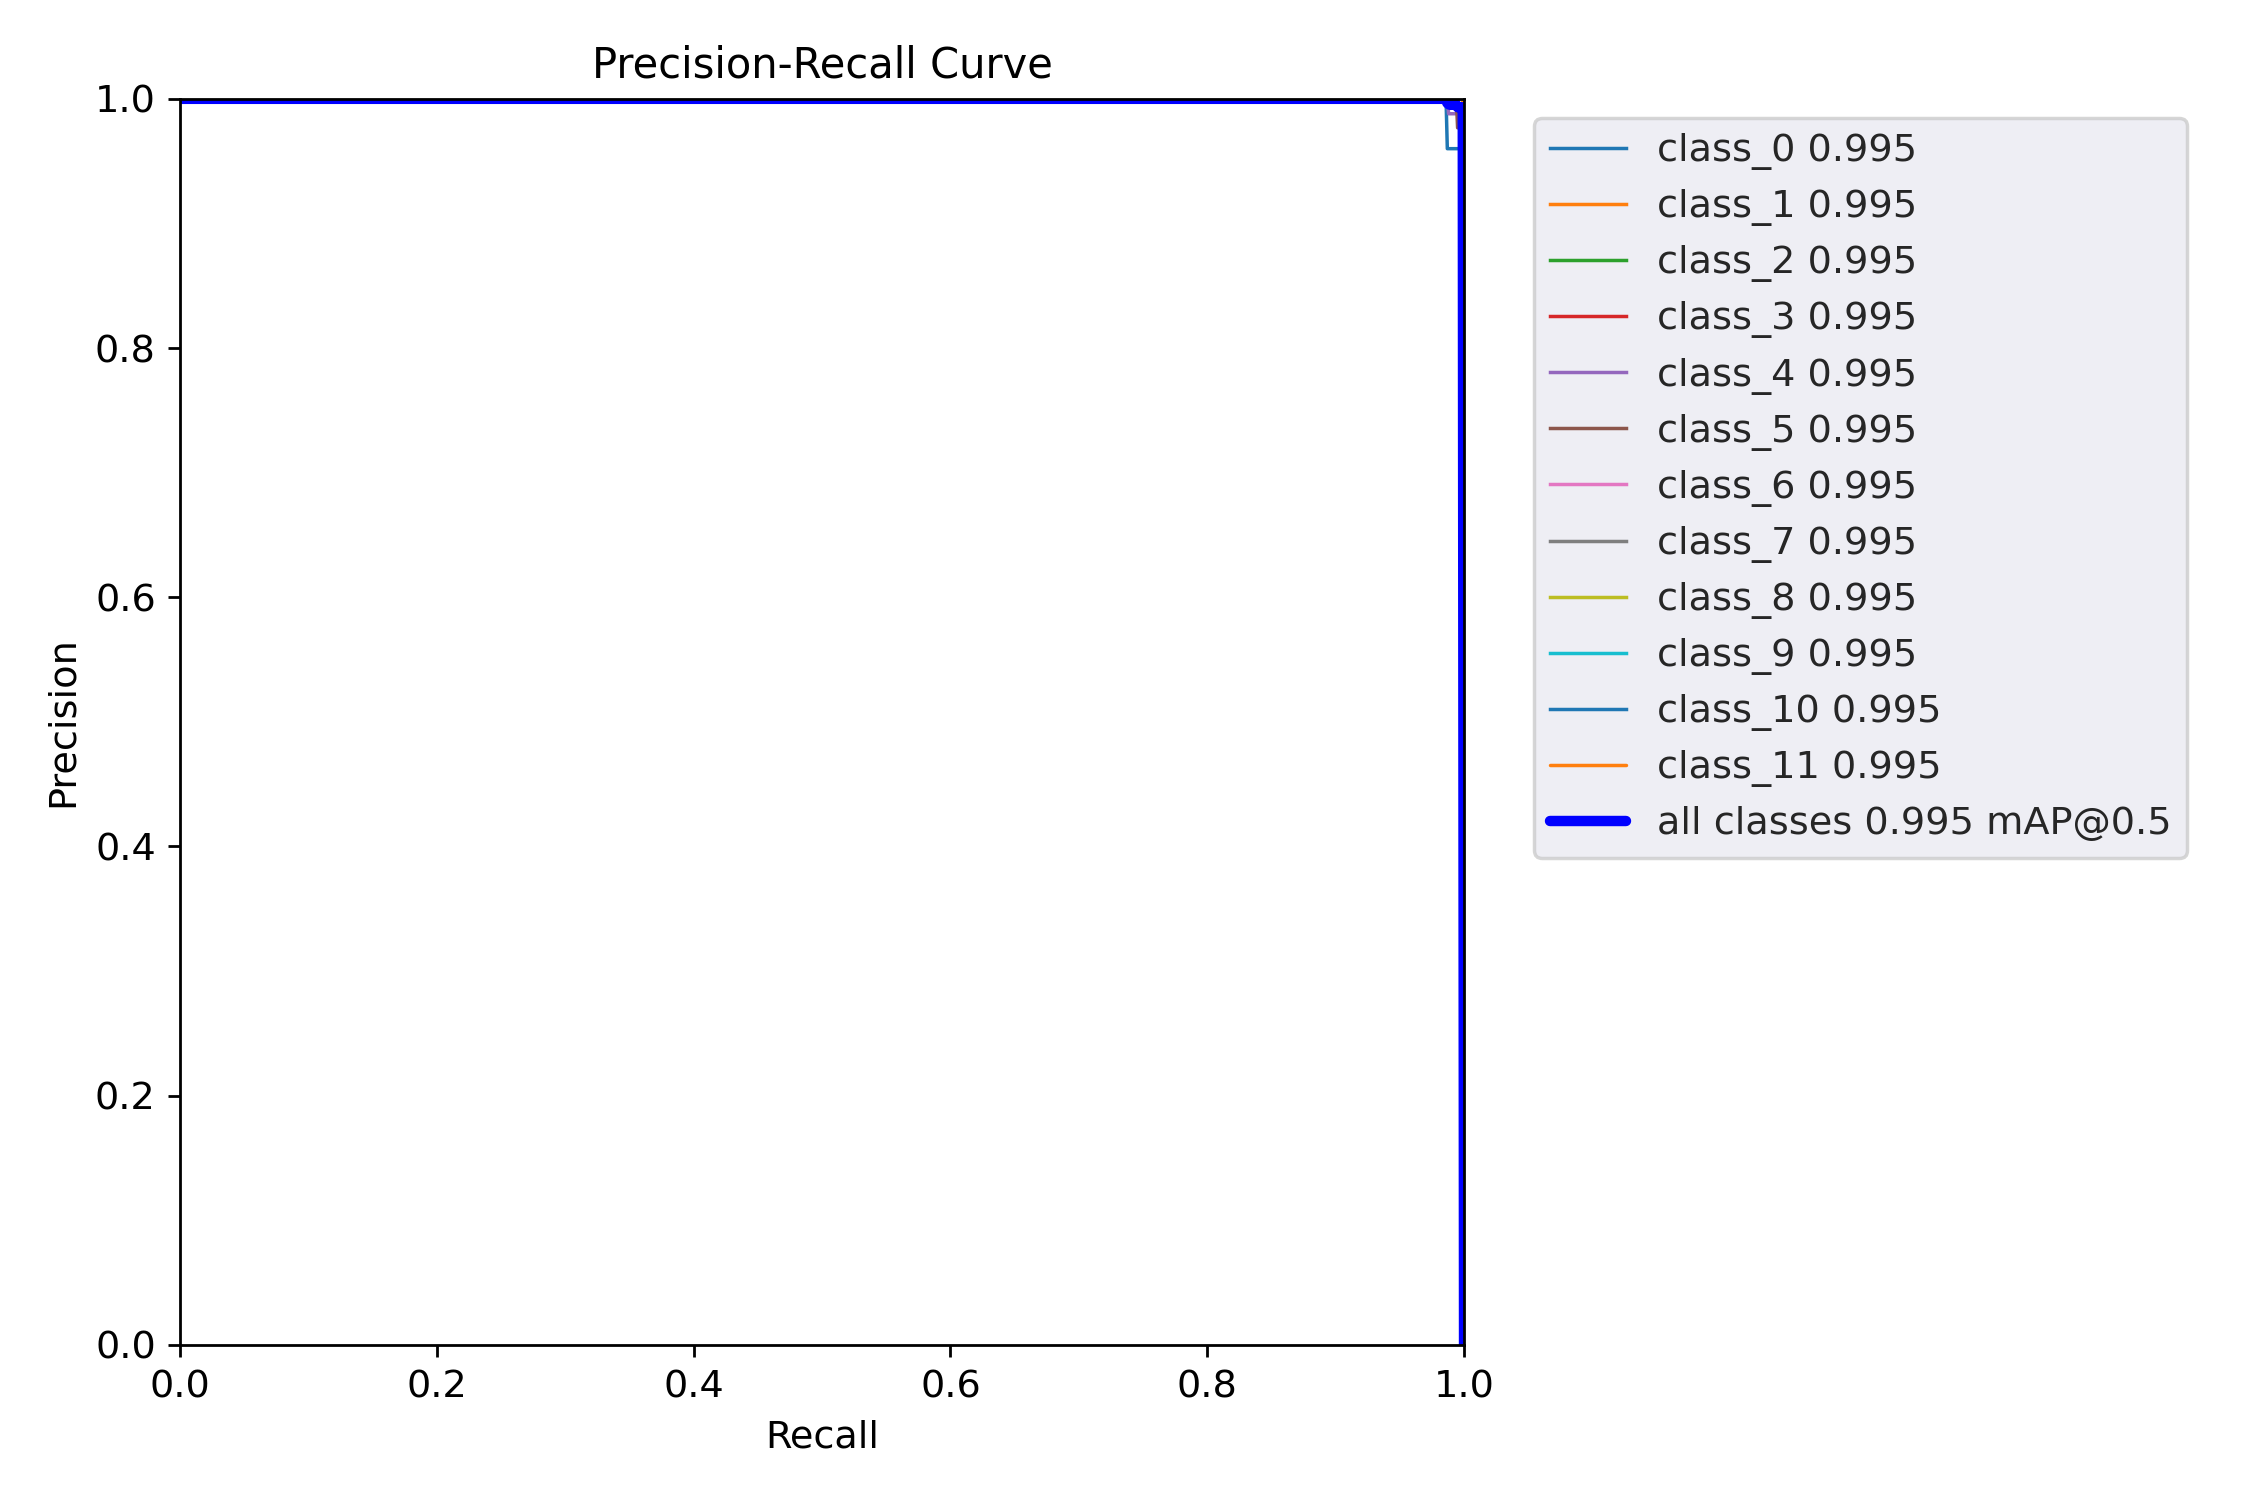 Precision-Recall Curve
1.0
0.8
0.6
0.4
0.2
0.0
Precision
0.0 0.2 0.4 0.6 0.8 1.0
Recall
class_0 0.995
class_1 0.995
class_2 0.995
class_3 0.995
class_4 0.995
class_5 0.995
class_6 0.995
class_7 0.995
class_8 0.995
class_9 0.995
class_10 0.995
class_11 0.995
all classes 0.995 mAP@0.5